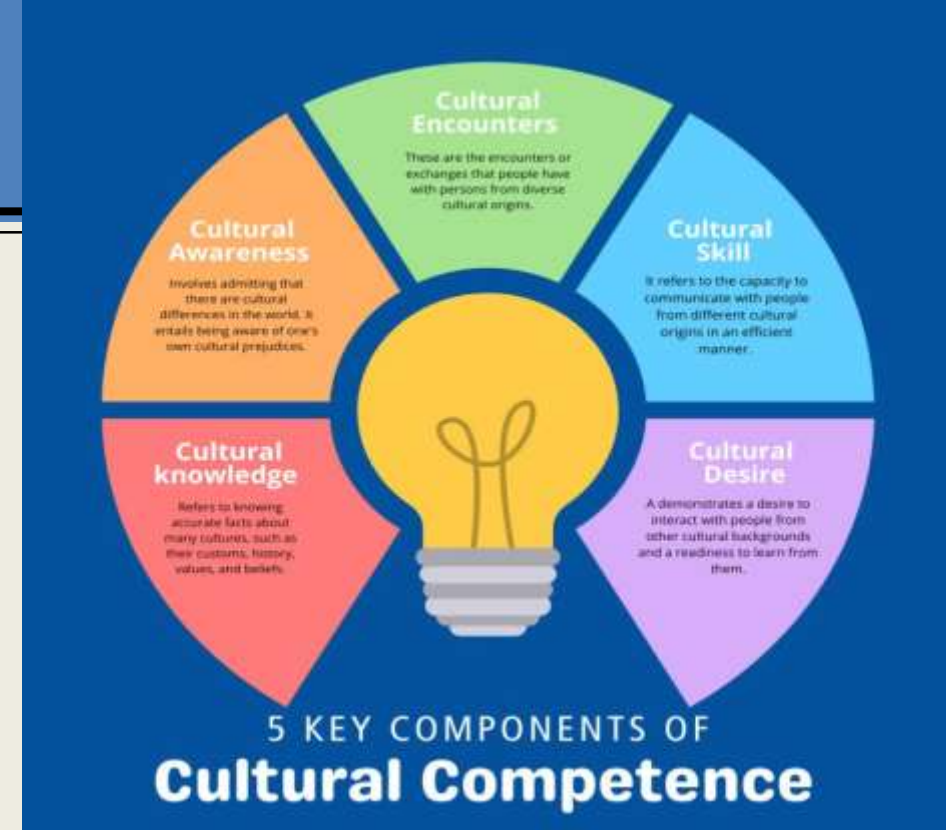 Cultural
Encounters
These are the encounters or
exchanges that people have
with persons from diverse
cultural origins.
Cultural
Awareness
Involves admitting that
there are cultural
differences in the world. It
entails being aware of one's
own cultural prejudices.
Cultural
Skill
It refers to the capacity to
communicate with people
from different cultural
origins in an efficient
manner.
Cultural
knowledge
Refers to knowing
accurate facts about
many cultures, such as
their customs, history,
values, and beliefs.
Cultural
Desire
A demonstrates a desire to
interact with people from
other cultural backgrounds
and a readiness to learn from
them.
5 KEY COMPONENTS OF
Cultural Competence